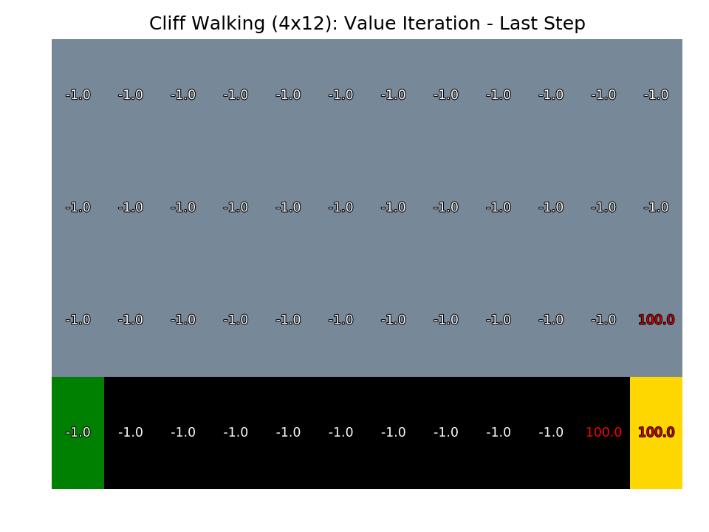 Cliff Walking (4x12): Value Iteration - Last Step
-1.0 -1.0 -1.0 -1.0 -1.0 -1.0 -1.0 -1.0 -1.0 -1.0 -1.0 -1.0
-1.0 -1.0 -1.0 -1.0 -1.0 -1.0 -1.0 -1.0 -1.0 -1.0 -1.0 -1.0
-1.0 -1.0 -1.0 -1.0 -1.0 -1.0 -1.0 -1.0 -1.0 -1.0 -1.0 100.0
-1.0 -1.0 -1.0 -1.0 -1.0 -1.0 -1.0 -1.0 -1.0 -1.0 100.0 100.0